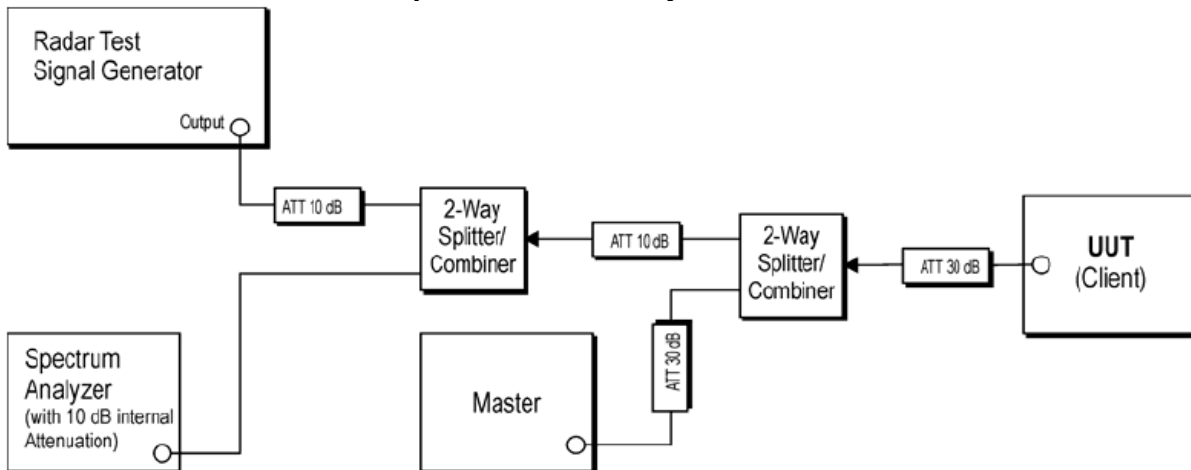 Radar Test
Signal Generator
Output
ATT 10 dB
2-Way
Splitter/
Combiner
ATT 10 dB
2-Way
Splitter/
Combiner
ATT 30 dB
UUT
(Client)
Spectrum
Analyzer
(with 10 dB internal
Attenuation)
Master
ATT 30 dB